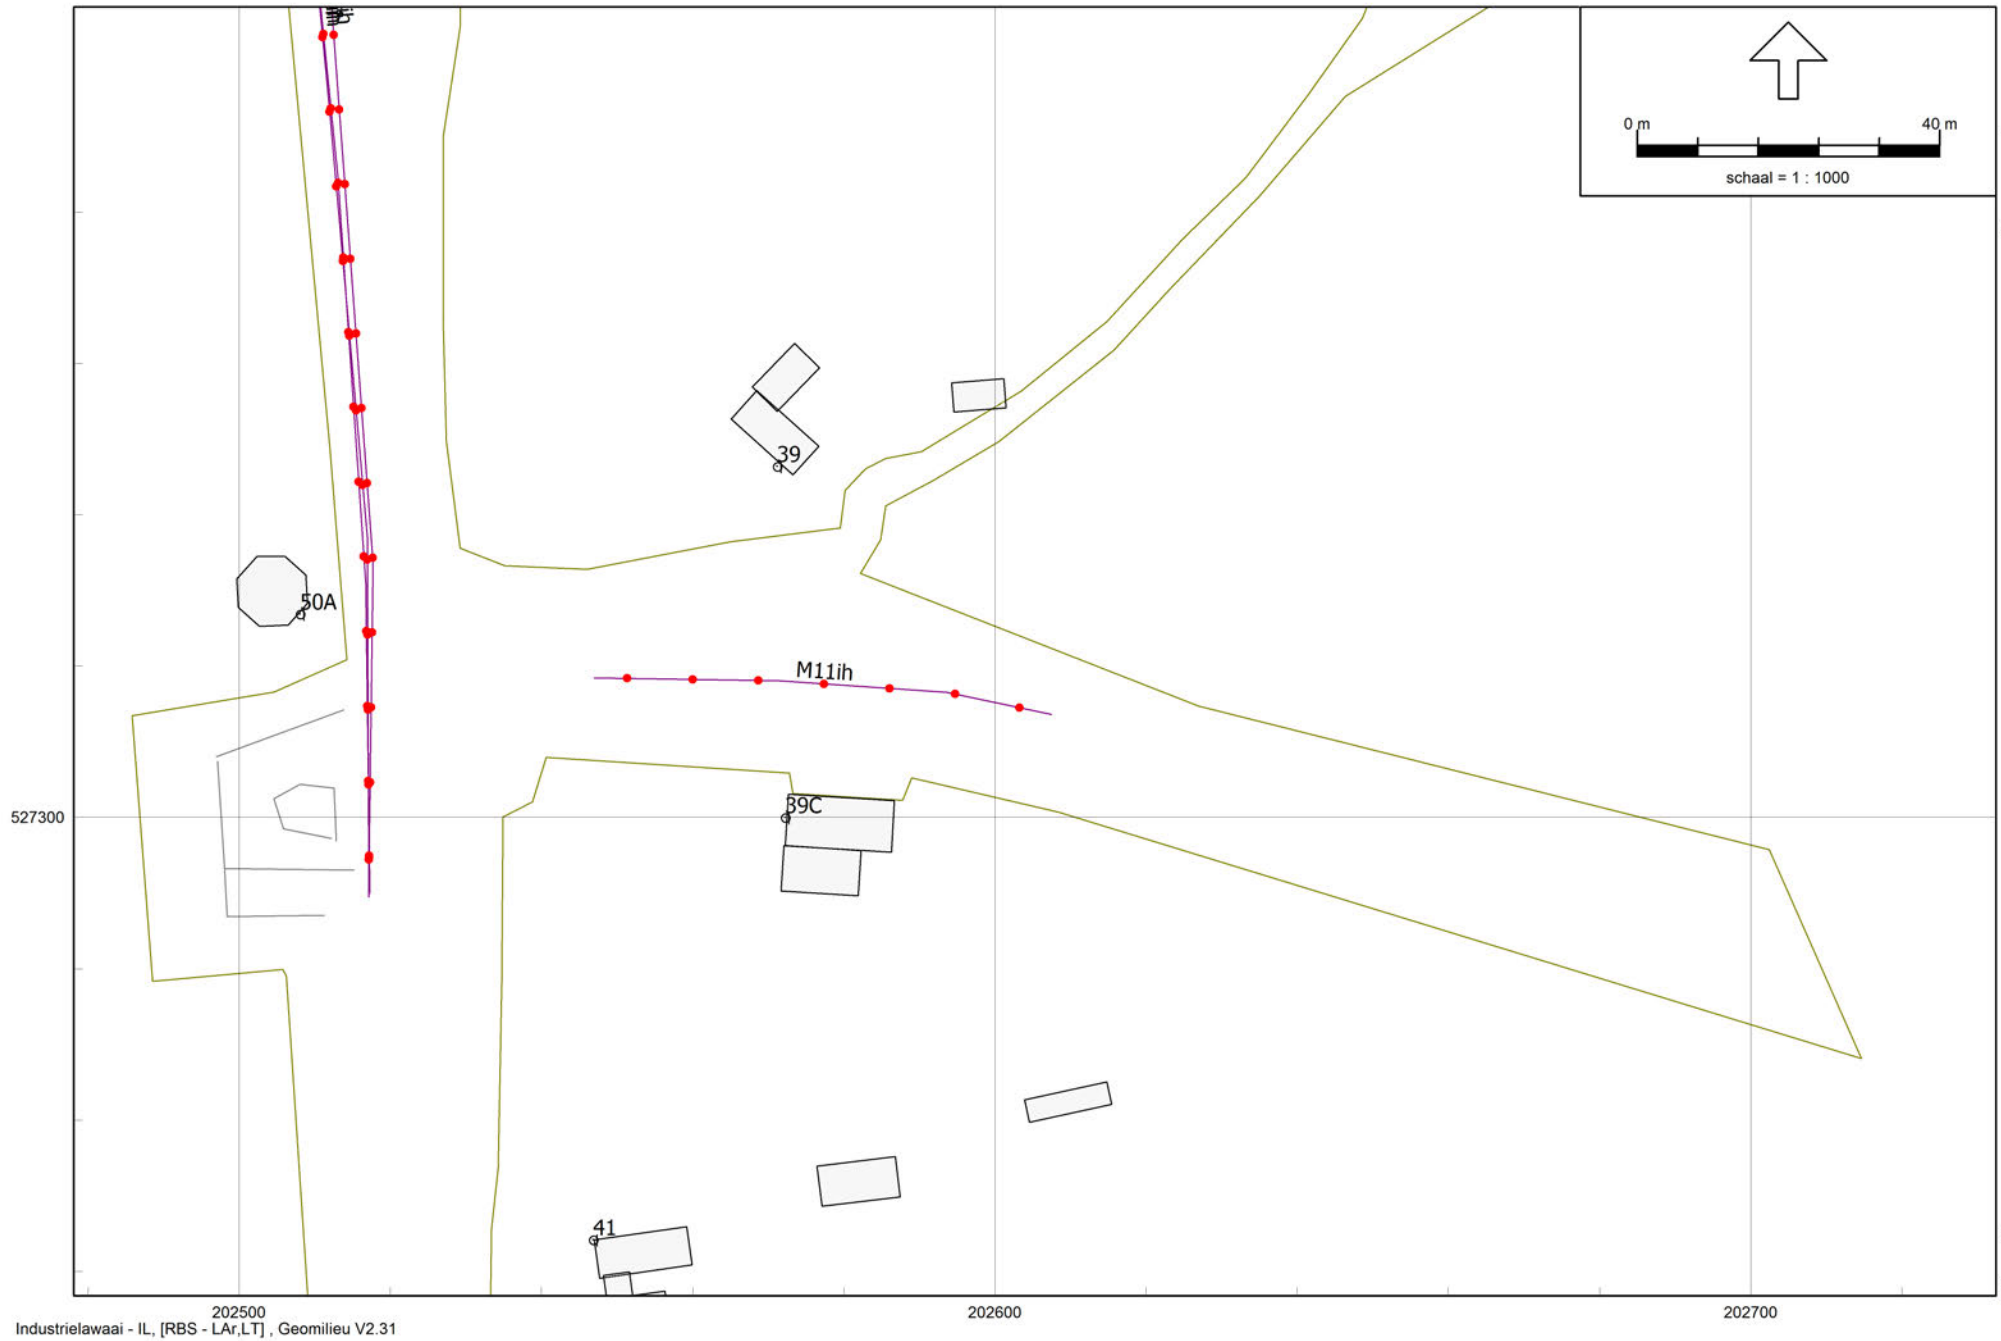 0 m
40 m
schaal = 1 : 1000
39
50A
M11ih
39C
527300
41
202500
202600
202700
Industrielawaai - IL, [RBS - LAr,LT] , Geomilieu V2.31